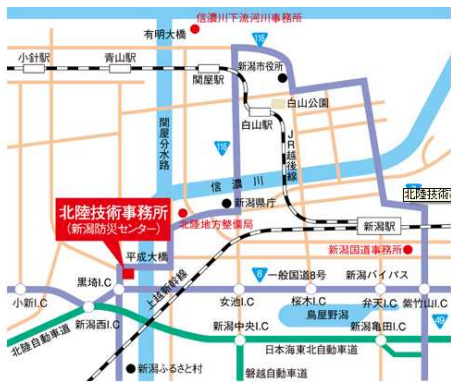 信濃川下流河川事務所
有明大橋
116
小針駅
青山駅
関屋駅
新潟市役所
白山公園
白山駅
関屋分水路
116
JR越後線
信濃川
新潟県庁
北陸技
北陸技術事務所
(新潟防災センター)
北陸地方整備局
新潟駅
平成大橋
新潟国道事務所
上越新幹線
黒埼I.C
8
一般国道8号
新潟バイパス
小新I.C
女池I.C
桜木I.C
弁天I.C
紫竹山I.C
新潟西I.C
鳥屋野潟
49
北陸自動車道
新潟中央I.C
新潟亀田I.C
日本海東北自動車道
新潟ふるさと村
磐越自動車道